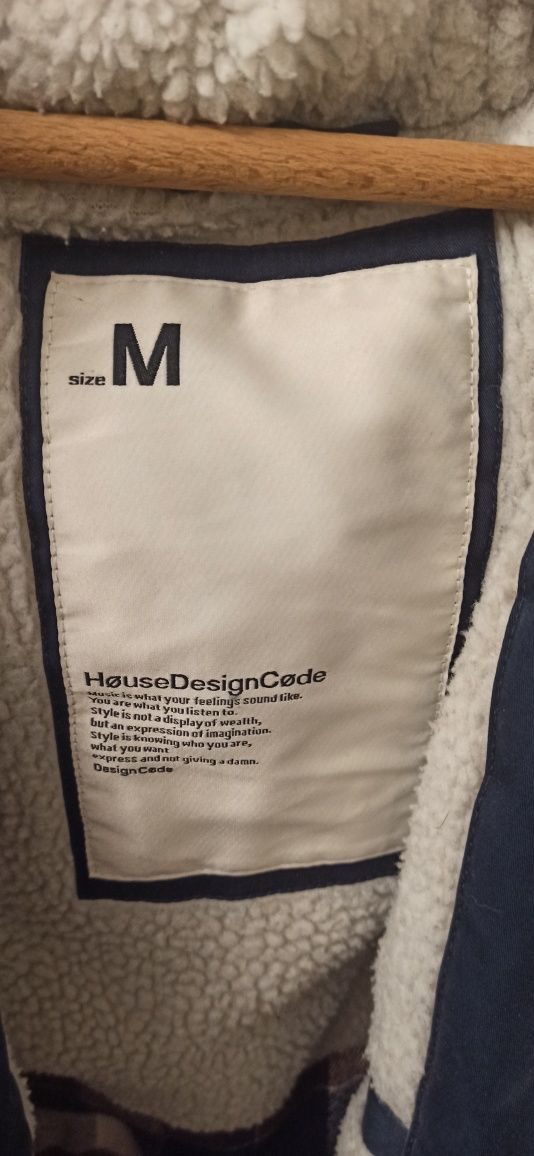 size M
HøuseDesignCøde
Music is what your feelings sound like.
You are what you listen to.
Style is not a display of wealth,
but an expression of imagination.
Style is knowing who you are,
what you want
express and not giving a damn.
DesignCøde